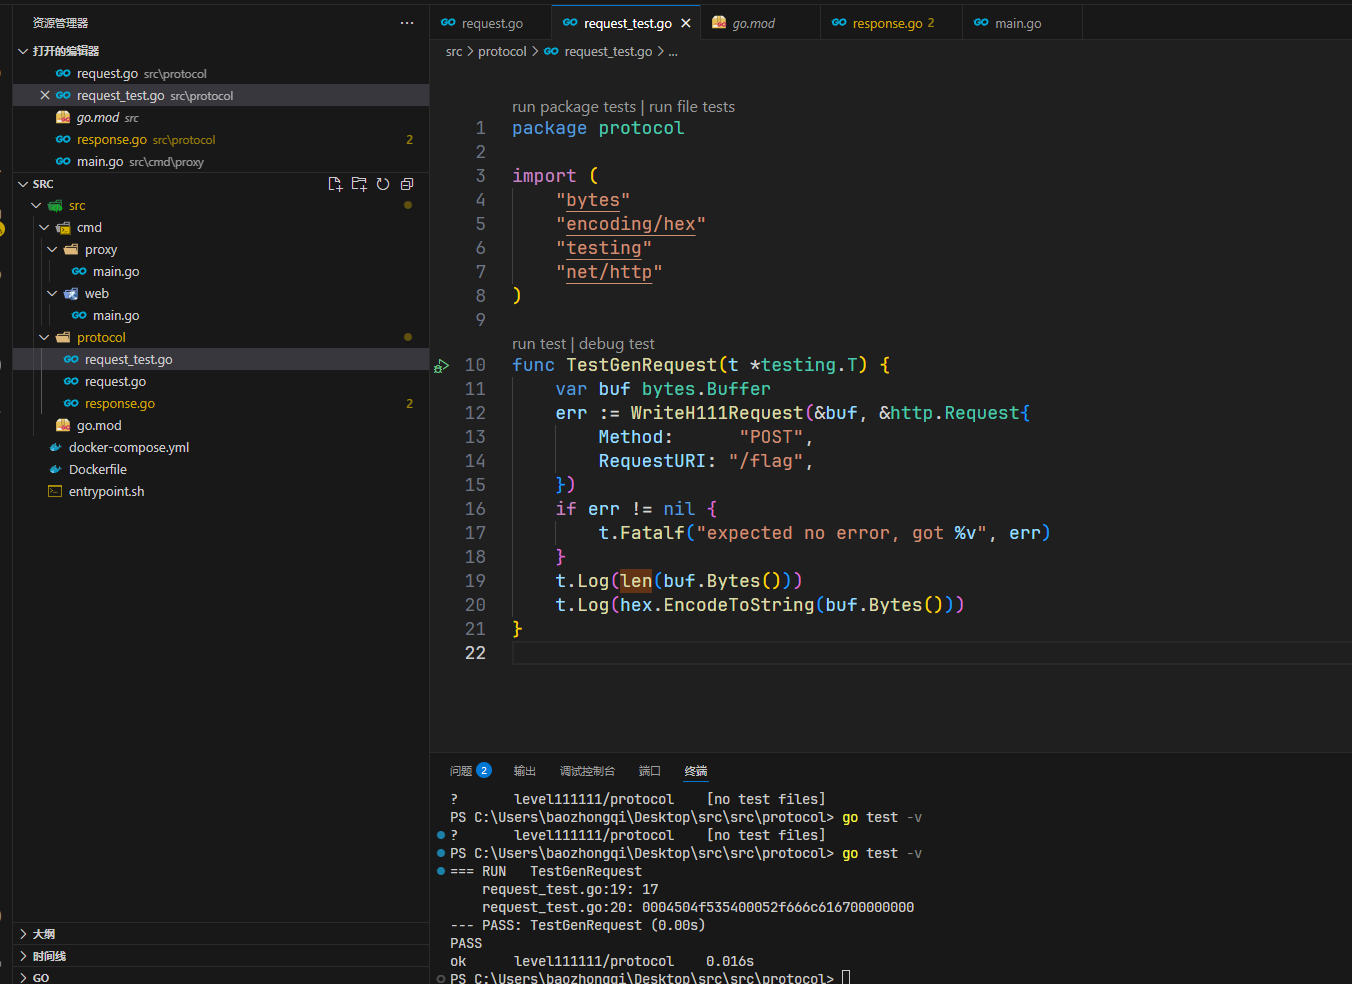 资源管理器
打开的编辑器
request.go src\protocol
request_test.go src\protocol
go.mod src
response.go src\protocol 2
main.go src\cmd\proxy
SRC
src
cmd
proxy
main.go
web
main.go
protocol
request_test.go
request.go
response.go 2
go.mod
docker-compose.yml
Dockerfile
entrypoint.sh
大纲
时间线
GO
request.go
request_test.go
go.mod
response.go 2
main.go
src > protocol > request_test.go > ...
run package tests | run file tests
1 package protocol
2
3 import (
4 "bytes"
5 "encoding/hex"
6 "testing"
7 "net/http"
8 )
9
run test | debug test
10 func TestGenRequest(t *testing.T) {
11 var buf bytes.Buffer
12 err := WriteH111Request(&buf, &http.Request{
13 Method: "POST",
14 RequestURI: "/flag",
15 })
16 if err != nil {
17 t.Fatalf("expected no error, got %v", err)
18 }
19 t.Log(len(buf.Bytes()))
20 t.Log(hex.EncodeToString(buf.Bytes()))
21 }
22
问题 2 输出 调试控制台 端口 终端
? level111111/protocol [no test files]
PS C:\Users\baozhongqi\Desktop\src\src\protocol> go test -v
? level111111/protocol [no test files]
PS C:\Users\baozhongqi\Desktop\src\src\protocol> go test -v
=== RUN TestGenRequest
request_test.go:19: 17
request_test.go:20: 0004504f535400052f666c616700000000
--- PASS: TestGenRequest (0.00s)
PASS
ok level111111/protocol 0.016s
PS C:\Users\baozhongqi\Desktop\src\src\protocol>